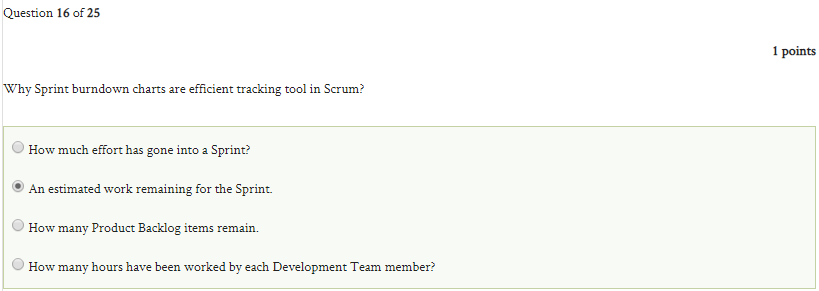 Question 16 of 25
1 points
Why Sprint burndown charts are efficient tracking tool in Scrum?
How much effort has gone into a Sprint?
An estimated work remaining for the Sprint.
How many Product Backlog items remain.
How many hours have been worked by each Development Team member?